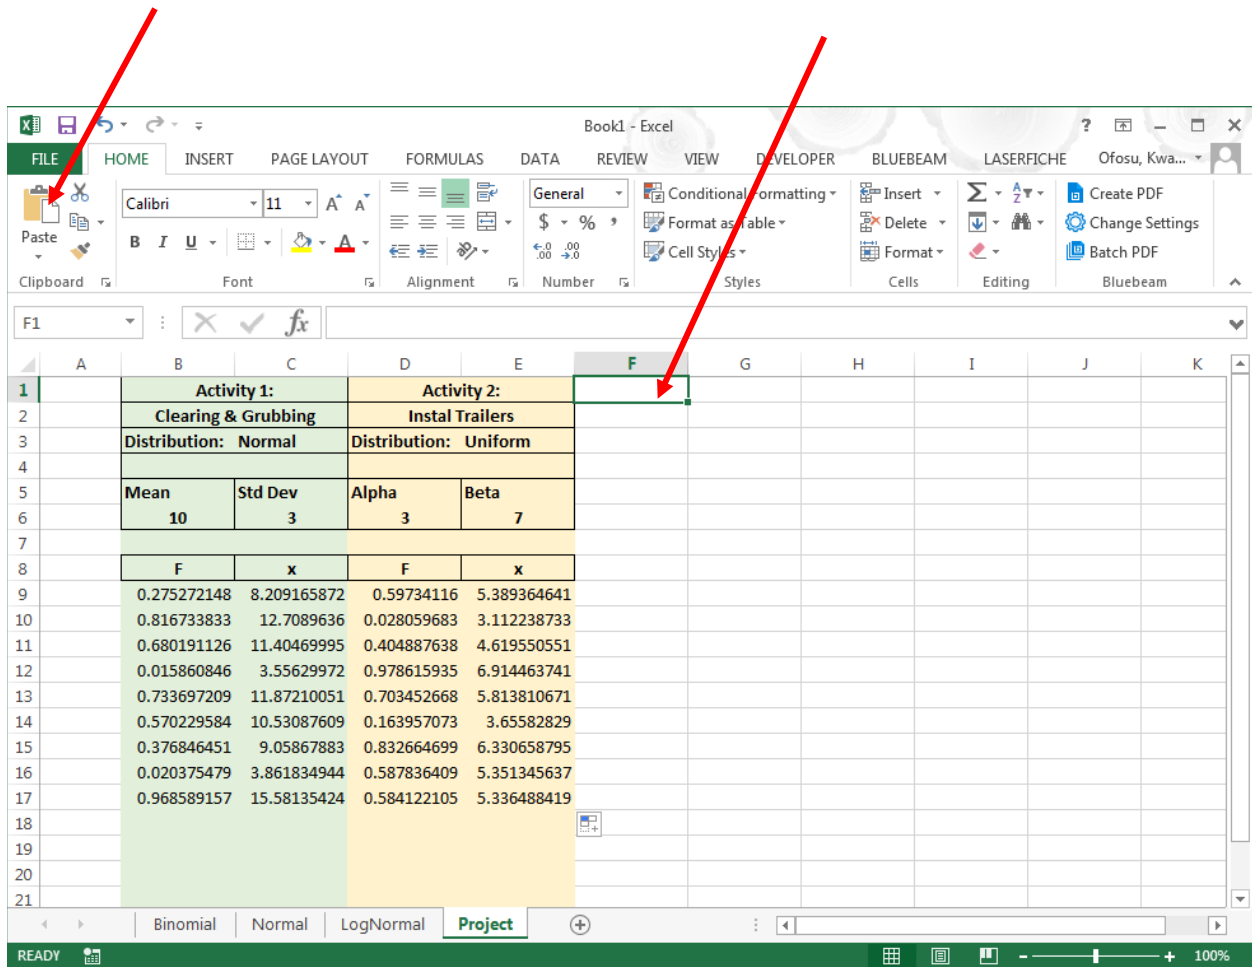 Book1 - Excel
?
FILE HOME INSERT PAGE LAYOUT FORMULAS DATA REVIEW VIEW DEVELOPER BLUEBEAM LASERFICHE Ofosu, Kwa...
Calibri 11 General Conditional Formatting Insert Create PDF
Paste B I U A $ % , Format as Table Delete Change Settings
Cell Styles Format Batch PDF
Clipboard Font Alignment Number Styles Cells Editing Bluebeam
F1 fx
A B C D E F G H I J K
1 Activity 1: Activity 2:
2 Clearing & Grubbing Instal Trailers
3 Distribution: Normal Distribution: Uniform
4
5 Mean Std Dev Alpha Beta
6 10 3 3 7
7
8 F x F x
9 0.275272148 8.209165872 0.59734116 5.389364641
10 0.816733833 12.7089636 0.028059683 3.112238733
11 0.680191126 11.40469995 0.404887638 4.619550551
12 0.015860846 3.55629972 0.978615935 6.914463741
13 0.733697209 11.87210051 0.703452668 5.813810671
14 0.570229584 10.53087609 0.163957073 3.65582829
15 0.376846451 9.05867883 0.832664699 6.330658795
16 0.020375479 3.861834944 0.587836409 5.351345637
17 0.968589157 15.58135424 0.584122105 5.336488419
18
19
20
21
Binomial Normal LogNormal Project
READY 100%